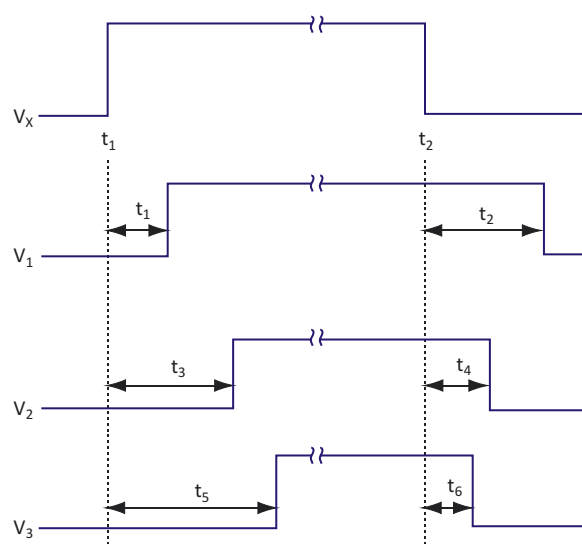 Vₓ
t₁ t₂
t₁ t₂
V₁
t₃ t₄
V₂
t₅ t₆
V₃